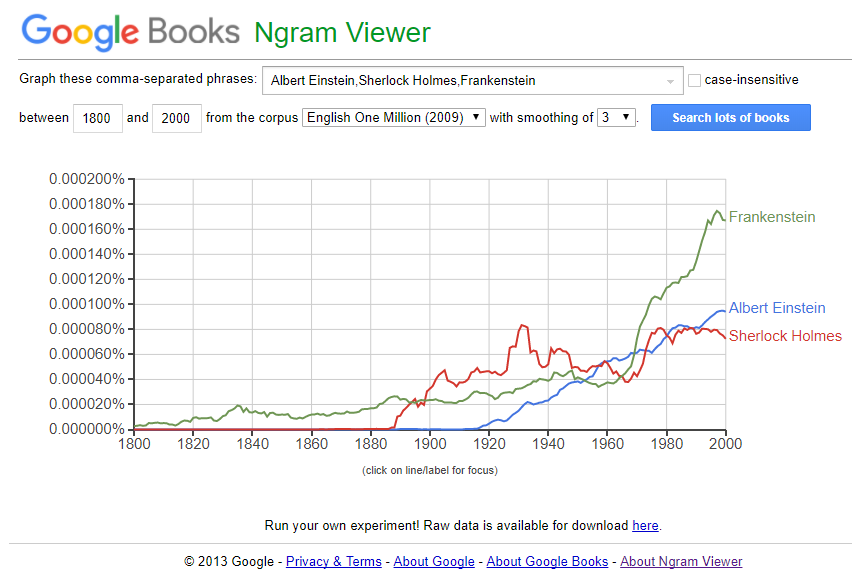 Google Books Ngram Viewer
Graph these comma-separated phrases: Albert Einstein,Sherlock Holmes,Frankenstein case-insensitive
between 1800 and 2000 from the corpus English One Million (2009) with smoothing of 3 . Search lots of books
0.000200%
0.000180%
0.000160%
0.000140%
0.000120%
0.000100%
0.000080%
0.000060%
0.000040%
0.000020%
0.000000%
Frankenstein
Albert Einstein
Sherlock Holmes
1800 1820 1840 1860 1880 1900 1920 1940 1960 1980 2000
(click on line/label for focus)
Run your own experiment! Raw data is available for download here.
© 2013 Google - Privacy & Terms - About Google - About Google Books - About Ngram Viewer